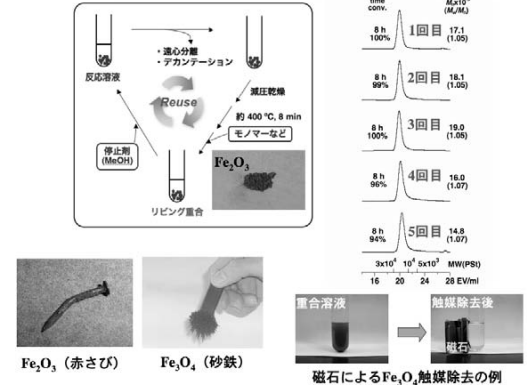 time
conv.
・遠心分離
・デカンテーション
反応溶液
Reuse
減圧乾燥
約 400 ℃, 8 min
モノマーなど
停止剤
(MeOH)
Fe₂O₃
リビング重合
8 h
100%
1回目
17.1
(1.05)
8 h
99%
2回目
18.1
(1.05)
8 h
100%
3回目
19.0
(1.05)
8 h
96%
4回目
16.0
(1.07)
8 h
94%
5回目
14.8
(1.07)
3x10⁴ 10⁴ 5x10³ MW(PSt)
16 20 24 28 EV/ml
Fe₂O₃（赤さび）
Fe₃O₄（砂鉄）
重合溶液
触媒除去後
磁石
磁石によるFe₃O₄触媒除去の例